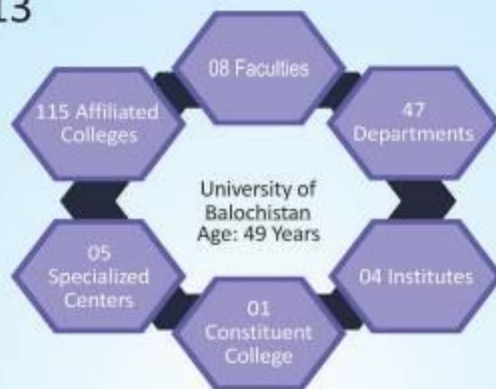 13
08 Faculties
47
Departments
04 Institutes
01
Constituent
College
05
Specialized
Centers
115 Affiliated
Colleges
University of
Balochistan
Age: 49 Years